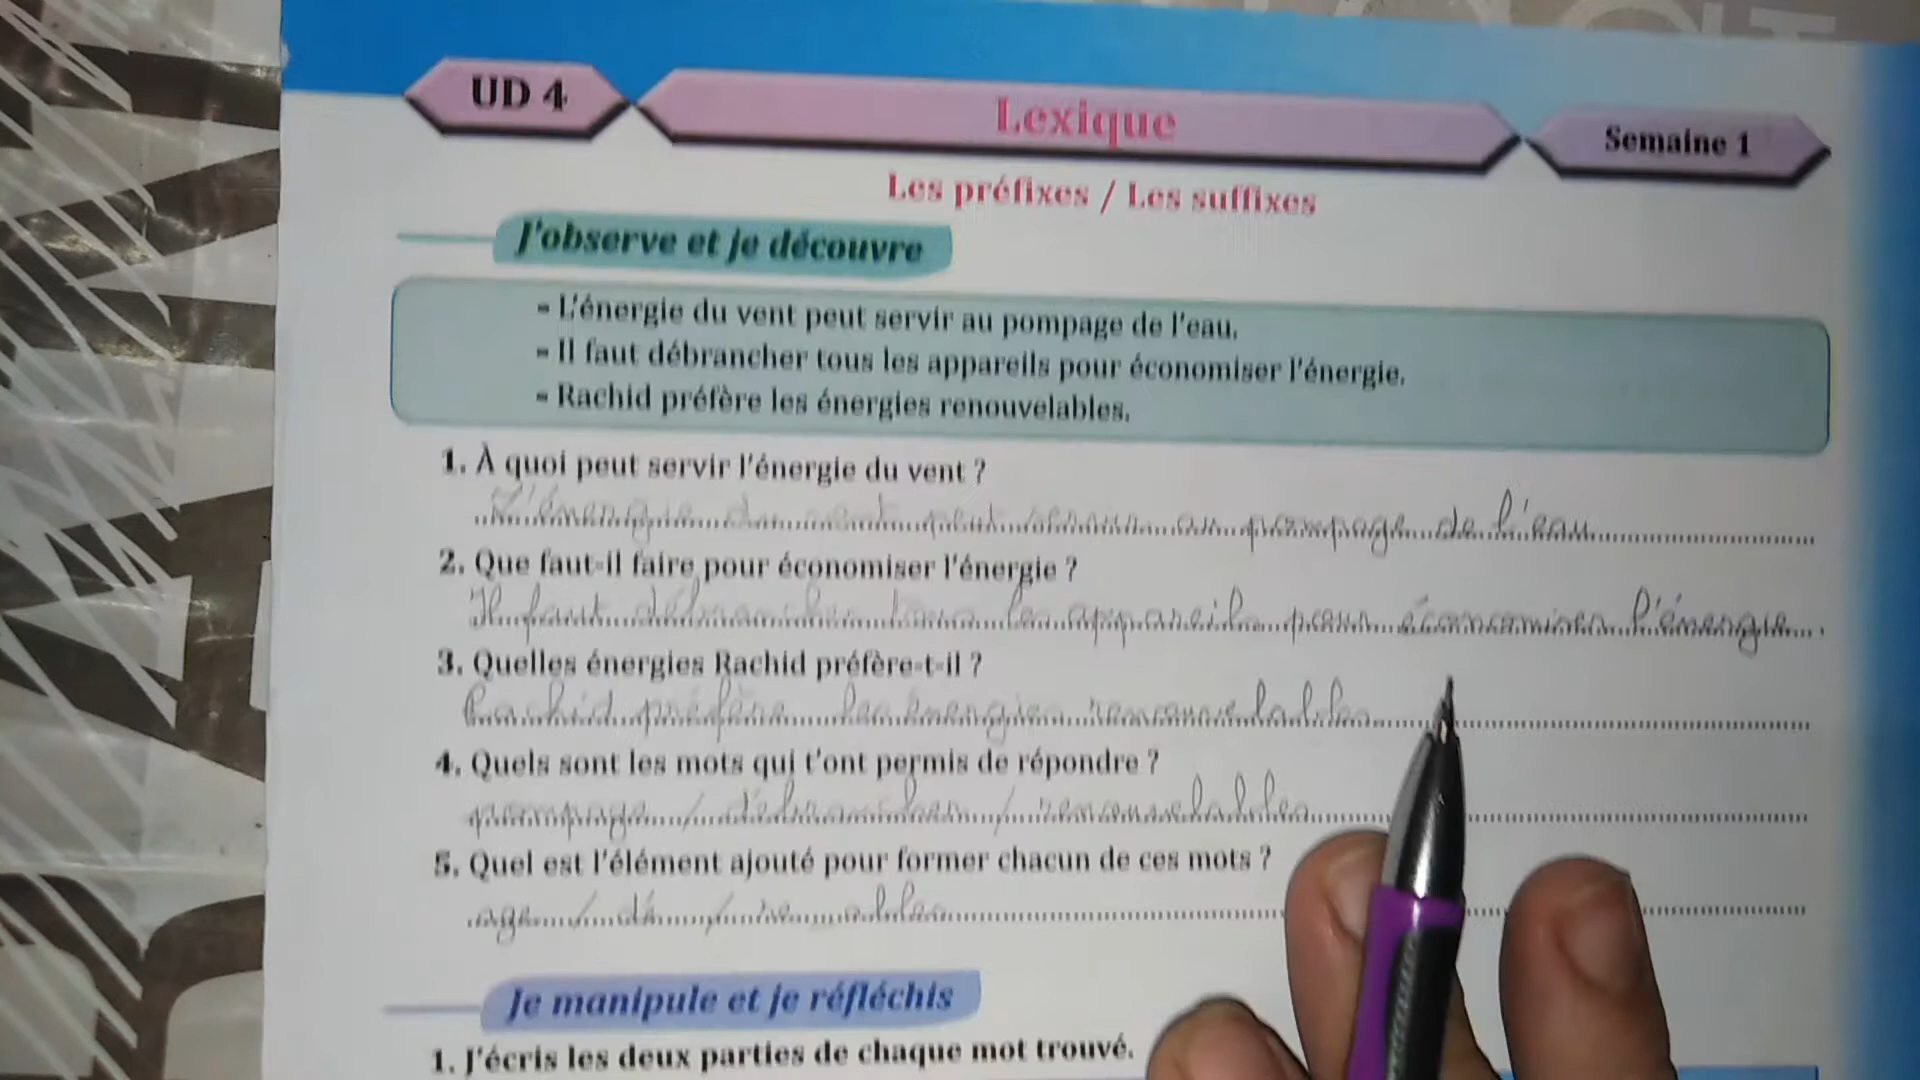 UD 4
Lexique
Semaine 1
Les préfixes / Les suffixes
J'observe et je découvre
- L'énergie du vent peut servir au pompage de l'eau.
- Il faut débrancher tous les appareils pour économiser l'énergie.
- Rachid préfère les énergies renouvelables.
1. À quoi peut servir l'énergie du vent ?
L'énergie du vent peut servir au pompage de l'eau
2. Que faut-il faire pour économiser l'énergie ?
Il faut débrancher tous les appareils pour économiser l'énergie.
3. Quelles énergies Rachid préfère-t-il ?
Rachid préfère les énergies renouvelables
4. Quels sont les mots qui t'ont permis de répondre ?
pompage / débrancher / renouvelables
5. Quel est l'élément ajouté pour former chacun de ces mots ?
age / dé / re ables
Je manipule et je réfléchis
1. J'écris les deux parties de chaque mot trouvé.